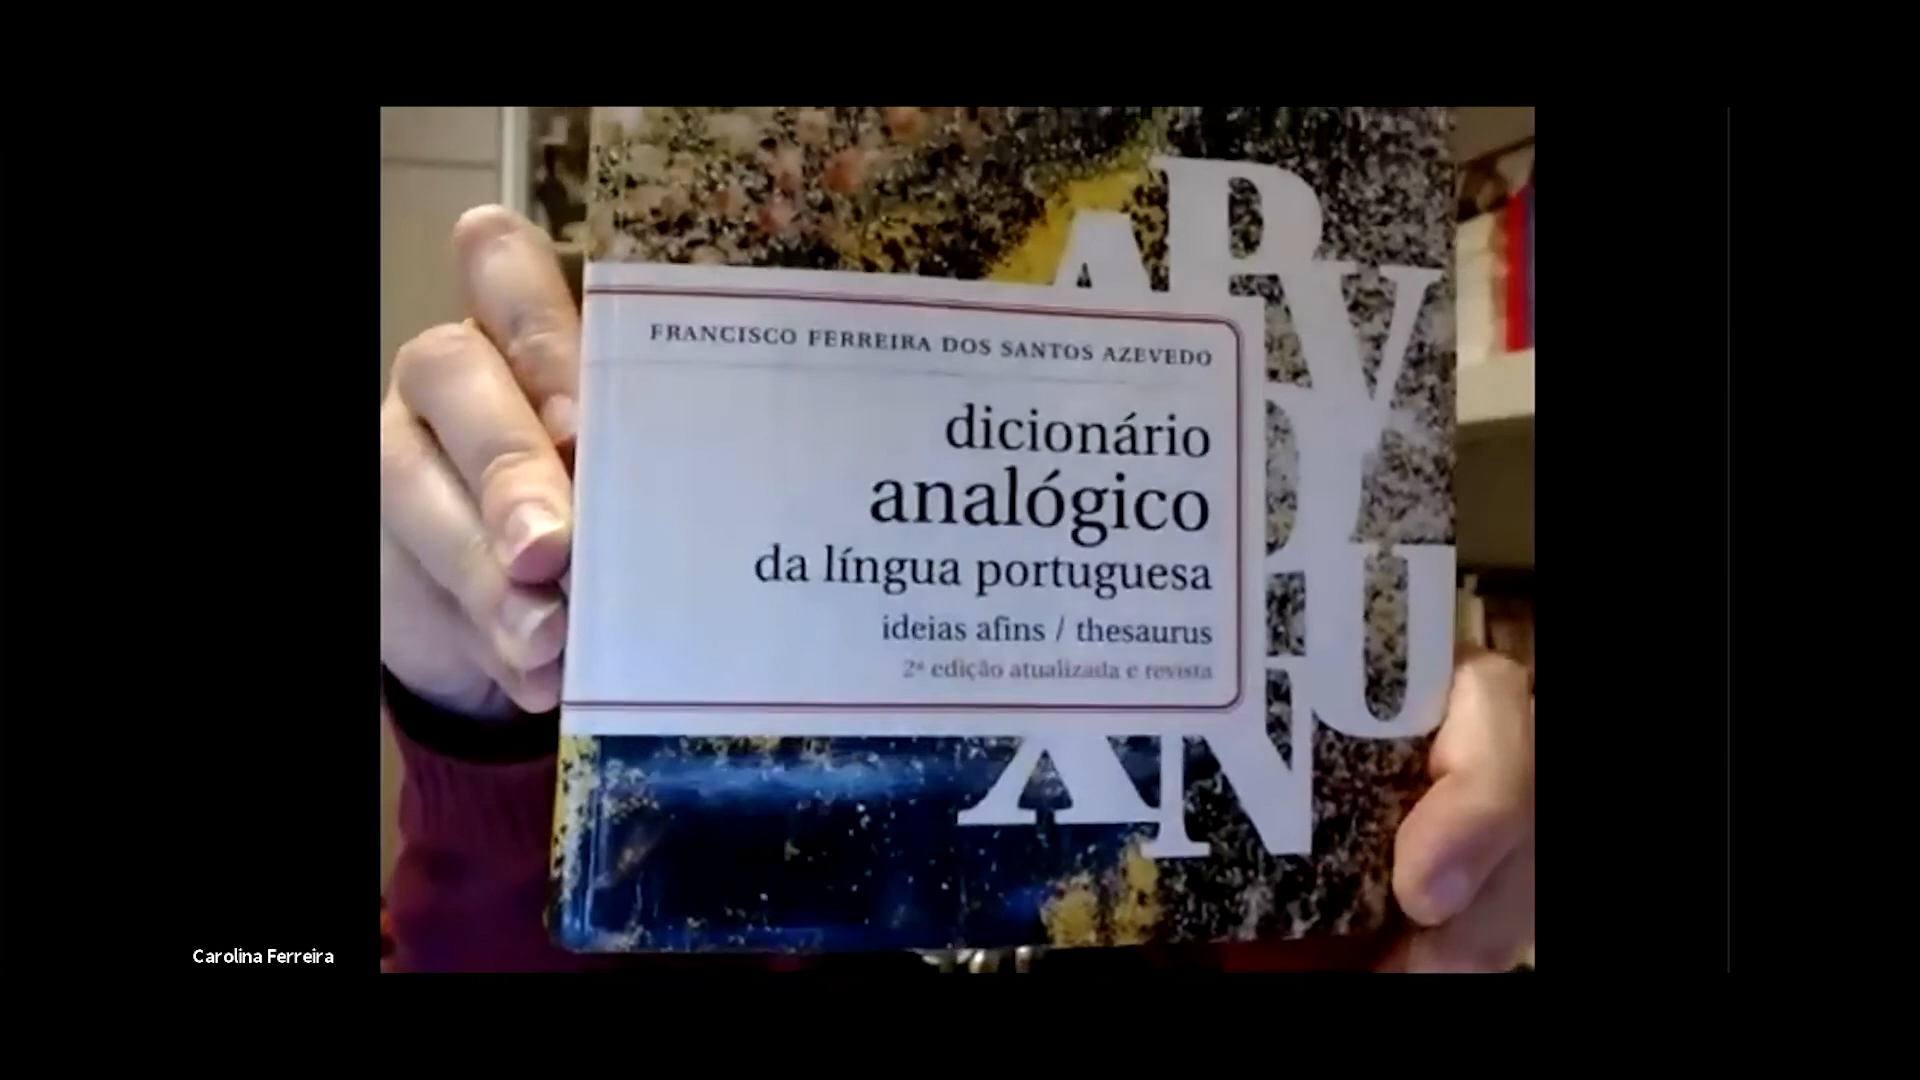 FRANCISCO FERREIRA DOS SANTOS AZEVEDO
dicionário
analógico
da língua portuguesa
ideias afins / thesaurus
2ª edição atualizada e revista
Carolina Ferreira